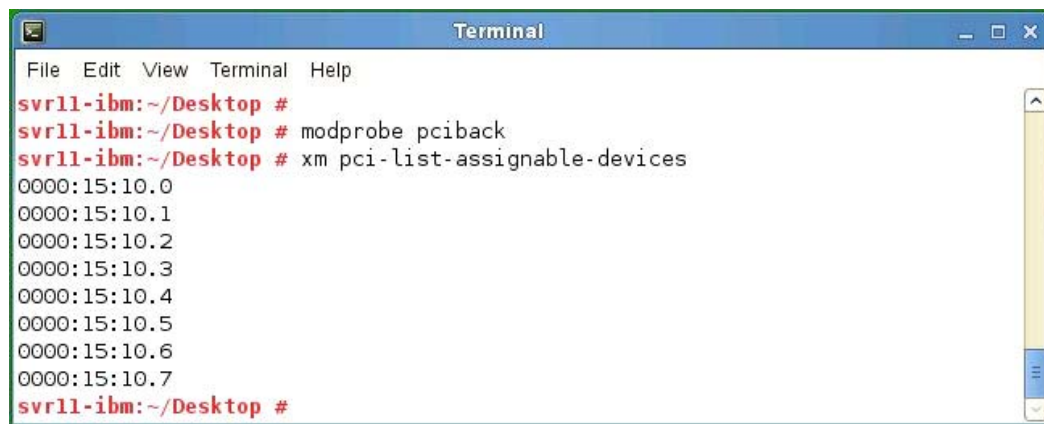 Terminal
File Edit View Terminal Help
svr11-ibm:~/Desktop #
svr11-ibm:~/Desktop # modprobe pciback
svr11-ibm:~/Desktop # xm pci-list-assignable-devices
0000:15:10.0
0000:15:10.1
0000:15:10.2
0000:15:10.3
0000:15:10.4
0000:15:10.5
0000:15:10.6
0000:15:10.7
svr11-ibm:~/Desktop #